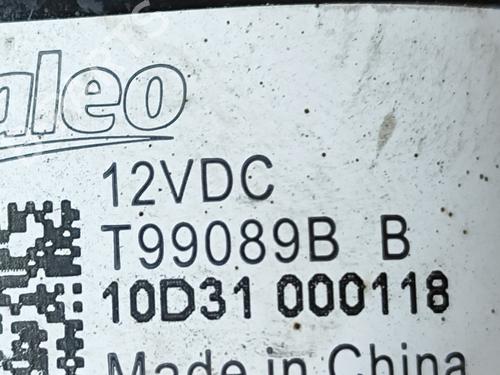 aleo
12VDC
T99089B B
10D31 000118
Made in China